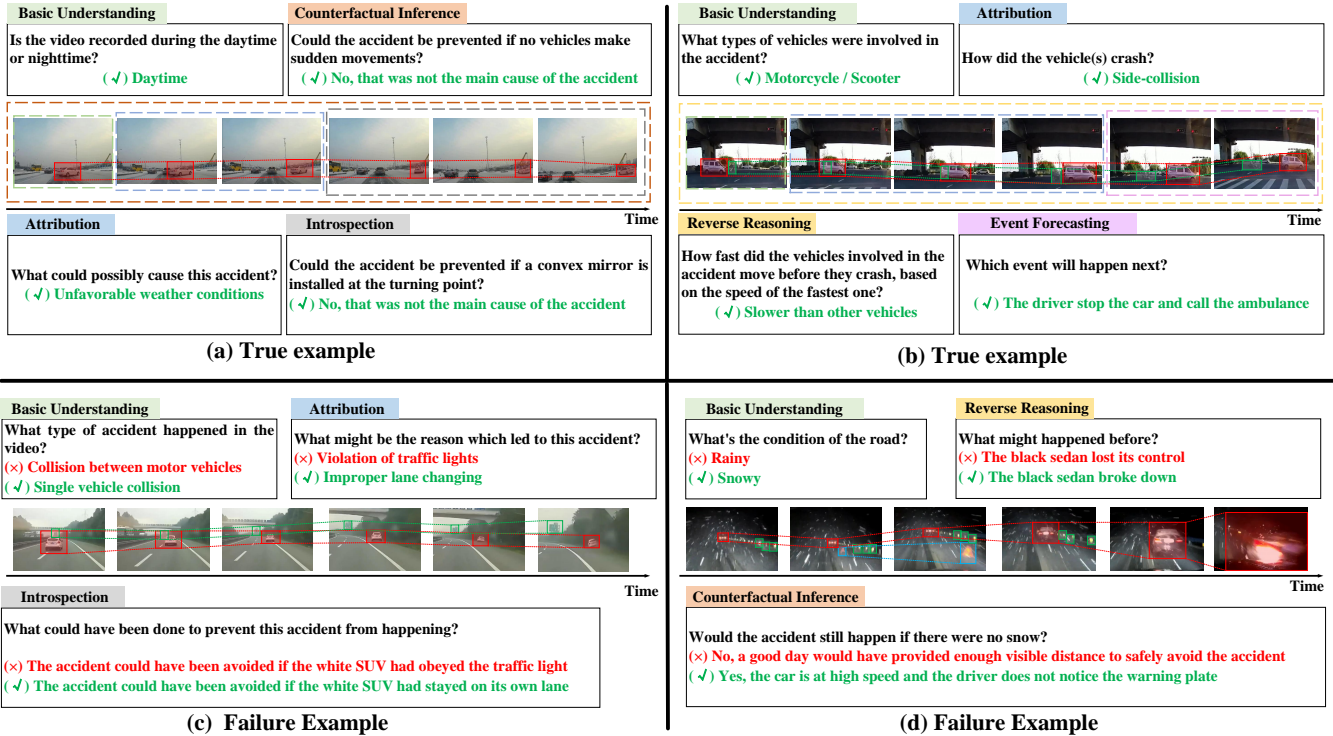 Basic Understanding
Counterfactual Inference
Is the video recorded during the daytime
or nighttime?
(✓) Daytime
Could the accident be prevented if no vehicles make
sudden movements?
(✓) No, that was not the main cause of the accident
Time
Attribution
Introspection
What could possibly cause this accident?
(✓) Unfavorable weather conditions
Could the accident be prevented if a convex mirror is
installed at the turning point?
(✓) No, that was not the main cause of the accident
(a) True example
Basic Understanding
Attribution
What types of vehicles were involved in
the accident?
(✓) Motorcycle / Scooter
How did the vehicle(s) crash?
(✓) Side-collision
Time
Reverse Reasoning
Event Forecasting
How fast did the vehicles involved in the
accident move before they crash, based
on the speed of the fastest one?
(✓) Slower than other vehicles
Which event will happen next?
(✓) The driver stop the car and call the ambulance
(b) True example
Basic Understanding
Attribution
What type of accident happened in the
video?
(×) Collision between motor vehicles
(✓) Single vehicle collision
What might be the reason which led to this accident?
(×) Violation of traffic lights
(✓) Improper lane changing
Time
Introspection
What could have been done to prevent this accident from happening?
(×) The accident could have been avoided if the white SUV had obeyed the traffic light
(✓) The accident could have been avoided if the white SUV had stayed on its own lane
(c) Failure Example
Basic Understanding
Reverse Reasoning
What's the condition of the road?
(×) Rainy
(✓) Snowy
What might happened before?
(×) The black sedan lost its control
(✓) The black sedan broke down
Time
Counterfactual Inference
Would the accident still happen if there were no snow?
(×) No, a good day would have provided enough visible distance to safely avoid the accident
(✓) Yes, the car is at high speed and the driver does not notice the warning plate
(d) Failure Example